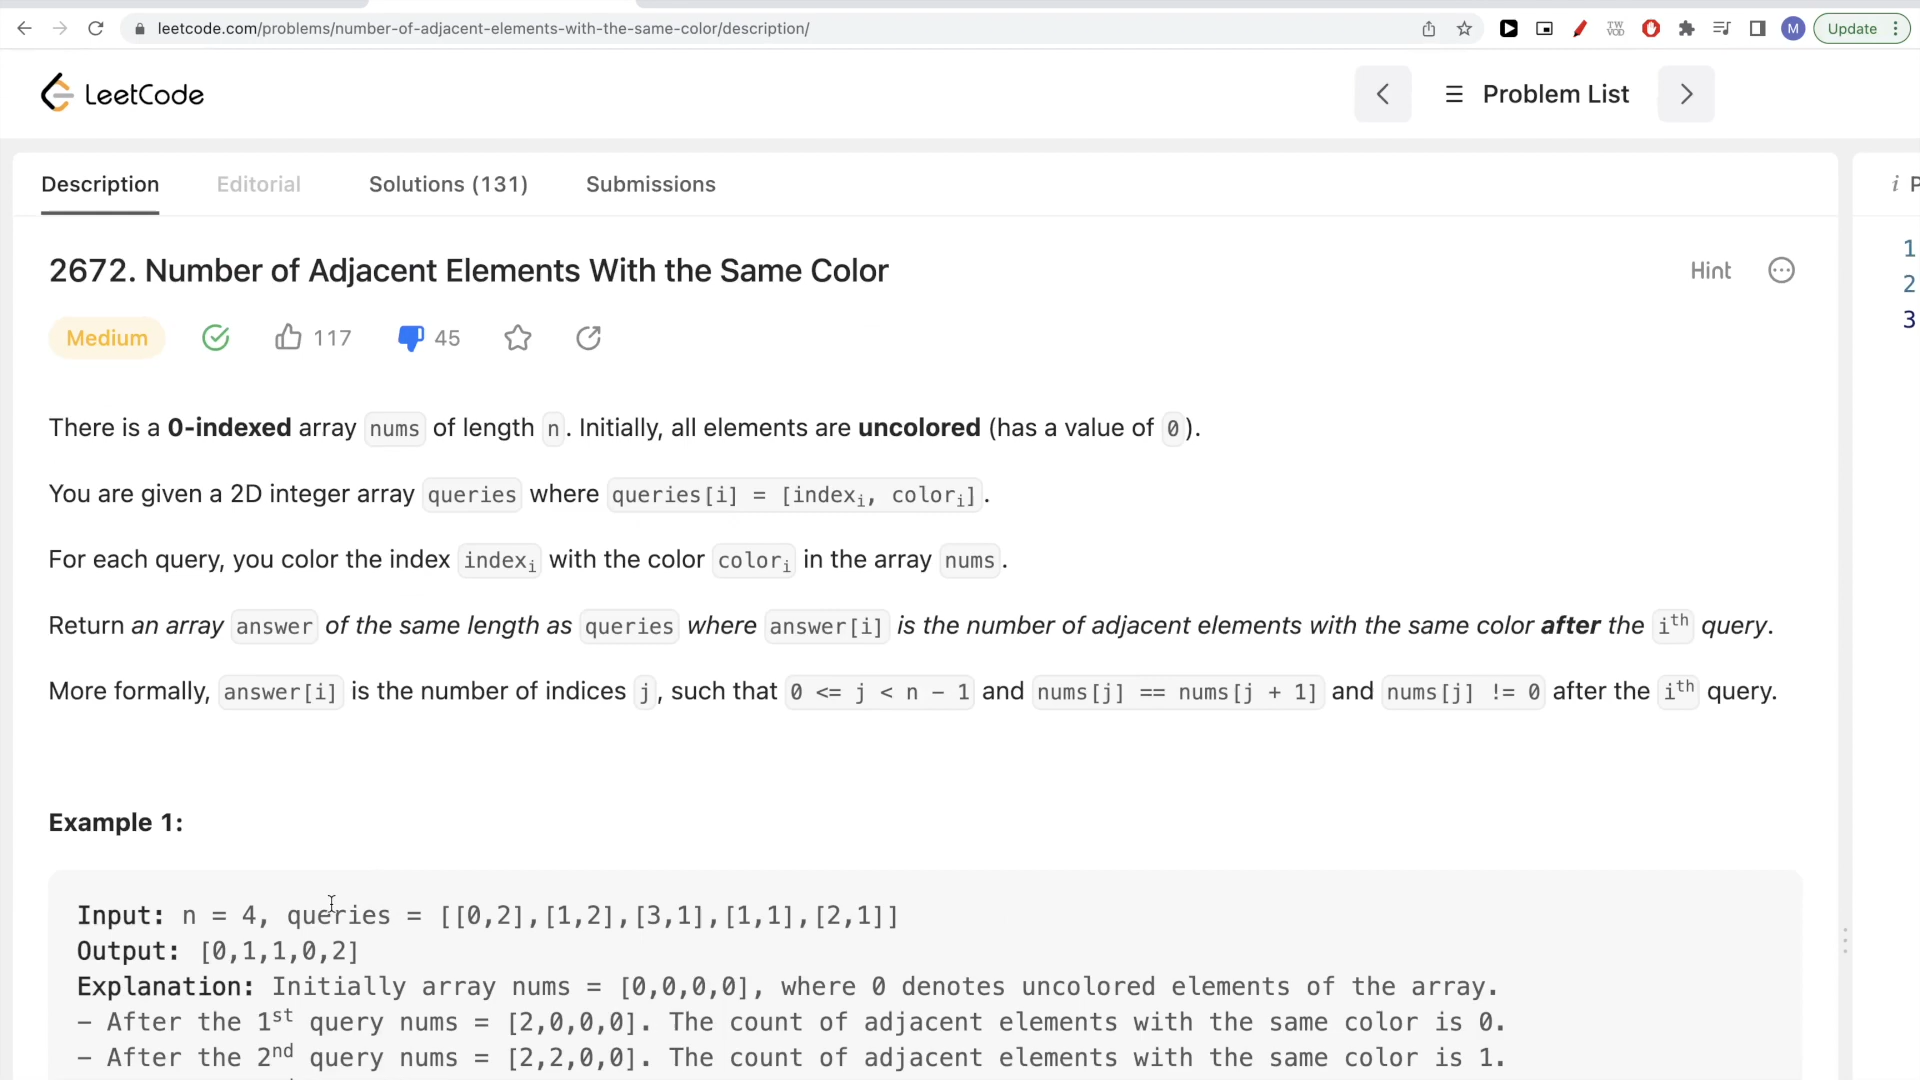 leetcode.com/problems/number-of-adjacent-elements-with-the-same-color/description/
TW VOD
M
Update
LeetCode
Problem List
Description Editorial Solutions (131) Submissions
i P
2672. Number of Adjacent Elements With the Same Color
Hint
1
2
3
Medium 117 45
There is a 0-indexed array nums of length n. Initially, all elements are uncolored (has a value of 0).
You are given a 2D integer array queries where queries[i] = [indexᵢ, colorᵢ].
For each query, you color the index indexᵢ with the color colorᵢ in the array nums.
Return an array answer of the same length as queries where answer[i] is the number of adjacent elements with the same color after the iᵗʰ query.
More formally, answer[i] is the number of indices j, such that 0 <= j < n - 1 and nums[j] == nums[j + 1] and nums[j] != 0 after the iᵗʰ query.
Example 1:
Input: n = 4, queries = [[0,2],[1,2],[3,1],[1,1],[2,1]]
Output: [0,1,1,0,2]
Explanation: Initially array nums = [0,0,0,0], where 0 denotes uncolored elements of the array.
- After the 1ˢᵗ query nums = [2,0,0,0]. The count of adjacent elements with the same color is 0.
- After the 2ⁿᵈ query nums = [2,2,0,0]. The count of adjacent elements with the same color is 1.